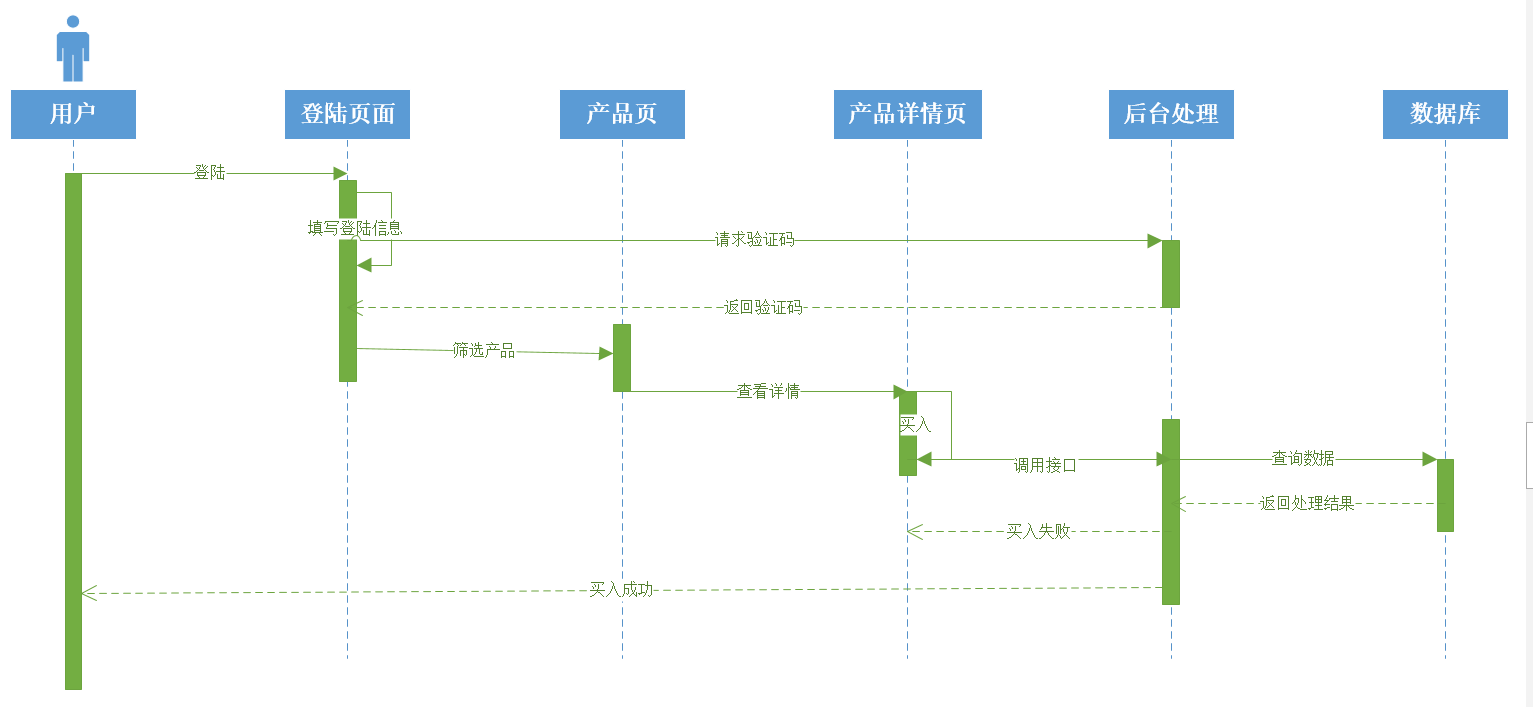 用户
登陆页面
产品页
产品详情页
后台处理
数据库
登陆
填写登陆信息
请求验证码
返回验证码
筛选产品
查看详情
买入
调用接口
查询数据
返回处理结果
买入失败
买入成功